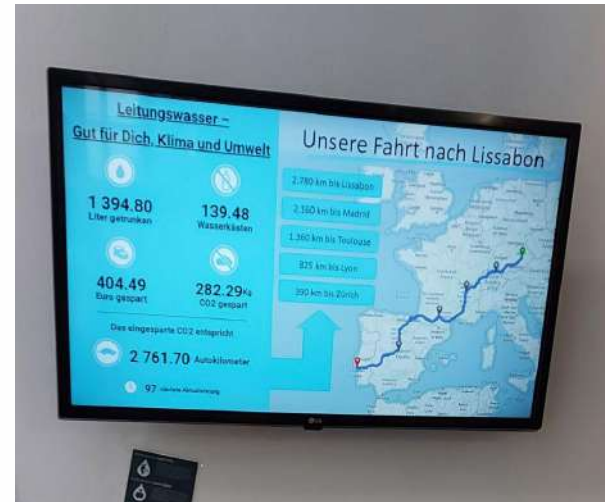 Leitungswasser –
Gut für Dich, Klima und Umwelt
1 394.80
Liter getrunken
139.48
Wasserkästen
404.49
Euro gespart
282.29Kg
CO2 gespart
Das eingesparte CO2 entspricht
2 761.70 Autokilometer
97 nächste Aktualisierung
Unsere Fahrt nach Lissabon
2.780 km bis Lissabon
2.160 km bis Madrid
1.360 km bis Toulouse
825 km bis Lyon
390 km bis Zürich
LG